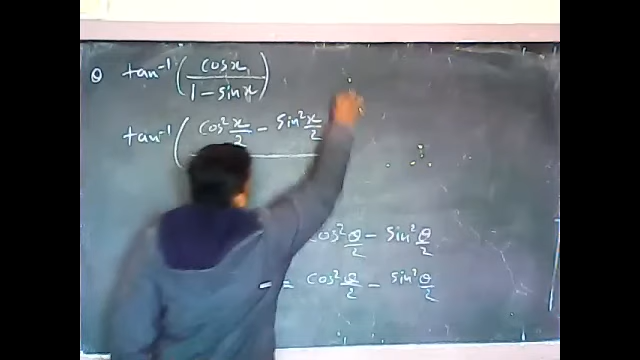 Q tan⁻¹ ( cos x / 1 - sin x )
tan⁻¹ ( cos² x/2 - sin² x/2
cos² θ/2 - sin² θ/2
= cos² θ/2 - sin² θ/2